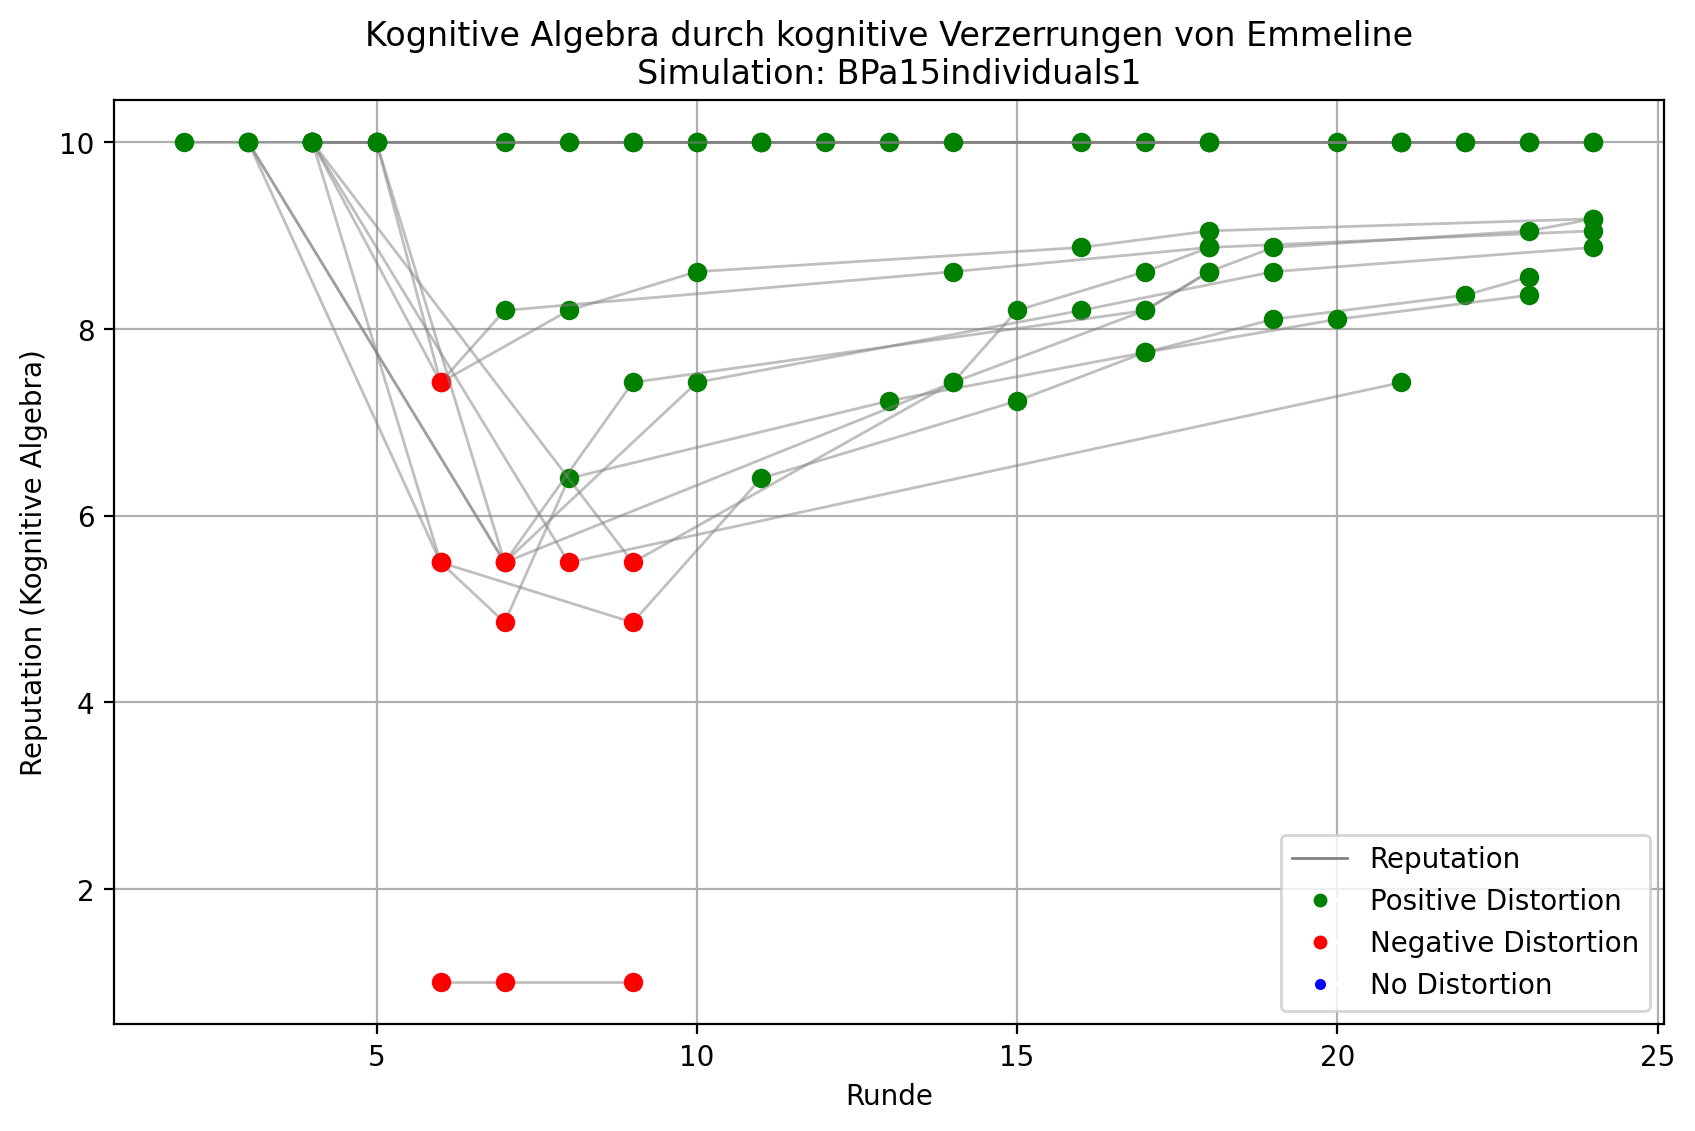 Kognitive Algebra durch kognitive Verzerrungen von Emmeline
Simulation: BPa15individuals1
Reputation (Kognitive Algebra)
10
8
6
4
2
5
10
15
20
25
Runde
Reputation
Positive Distortion
Negative Distortion
No Distortion